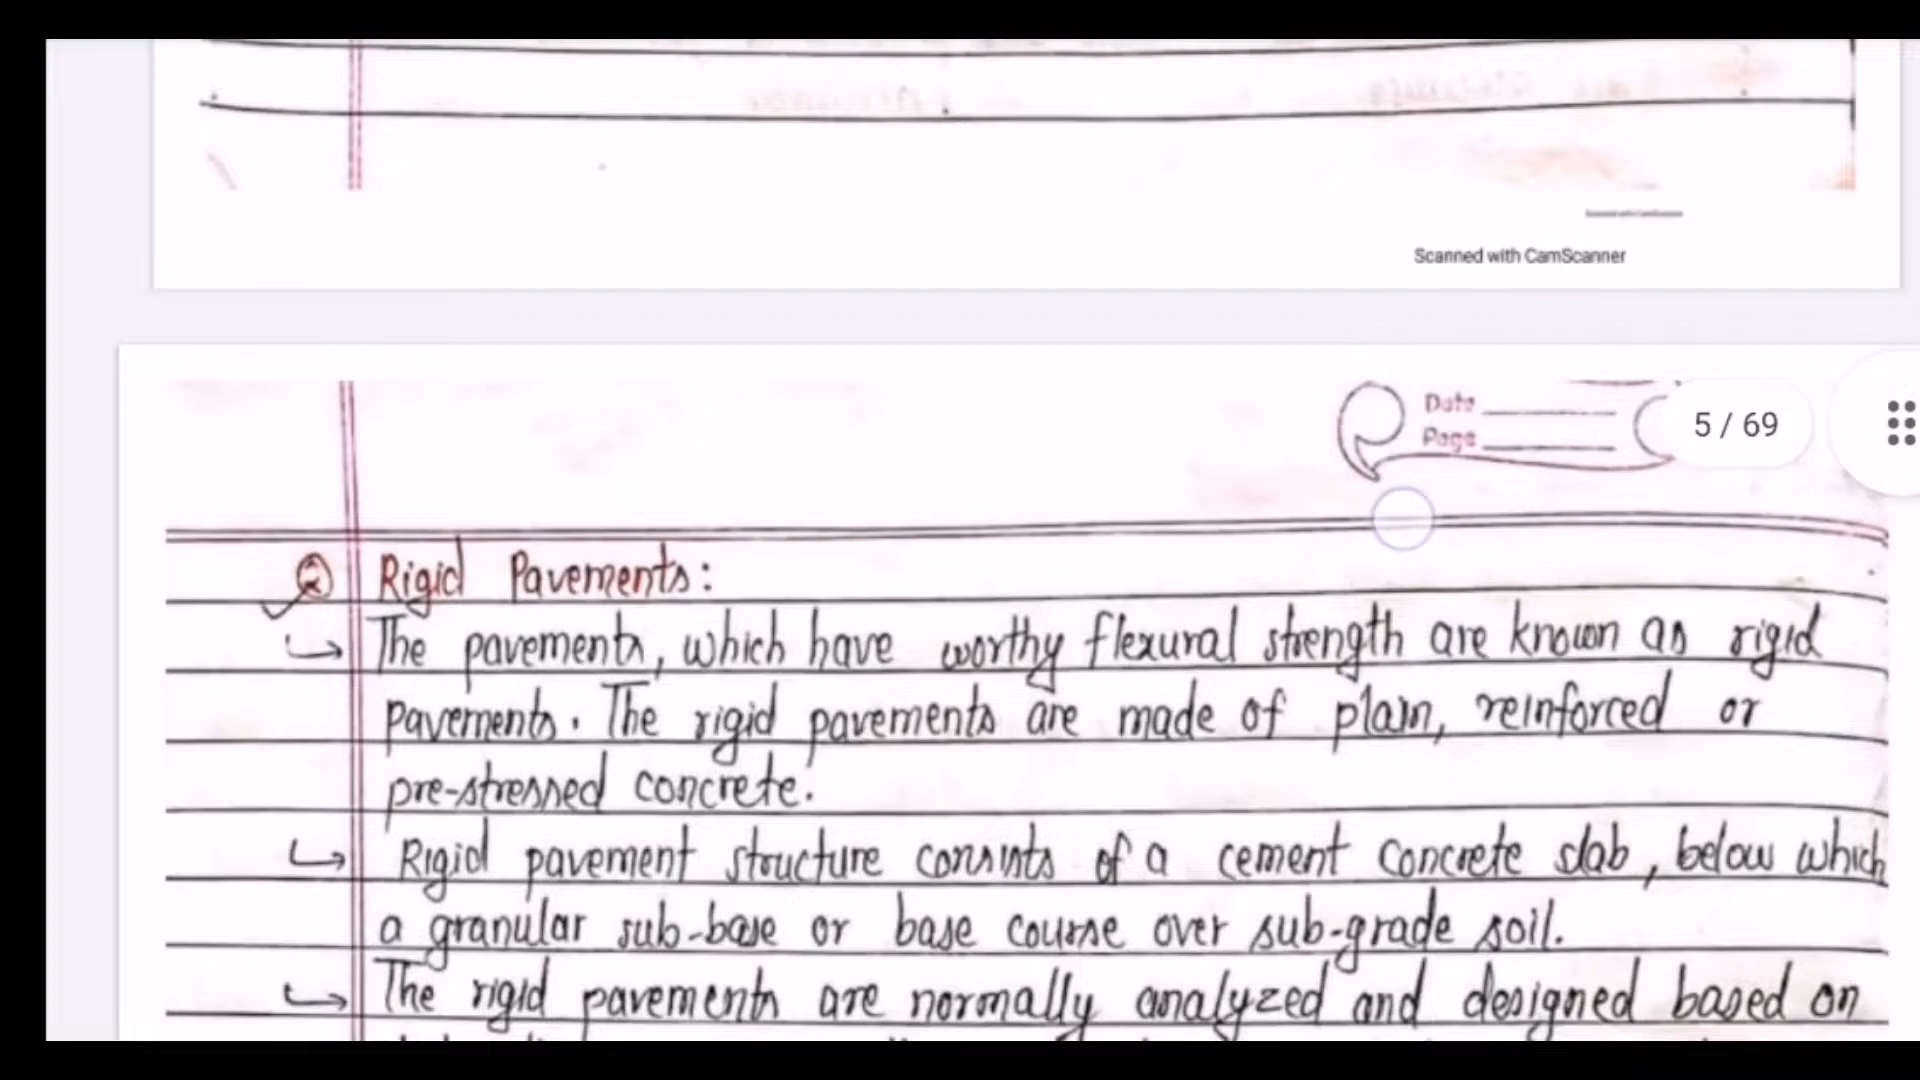 Scanned with CamScanner
Scanned with CamScanner
Date
Page
5 / 69
② Rigid Pavements:
↳ The pavements, which have worthy flexural strength are known as rigid
pavements. The rigid pavements are made of plain, reinforced or
pre-stressed concrete.
↳ Rigid pavement structure consists of a cement concrete slab, below which
a granular sub-base or base course over sub-grade soil.
↳ The rigid pavements are normally analyzed and designed based on